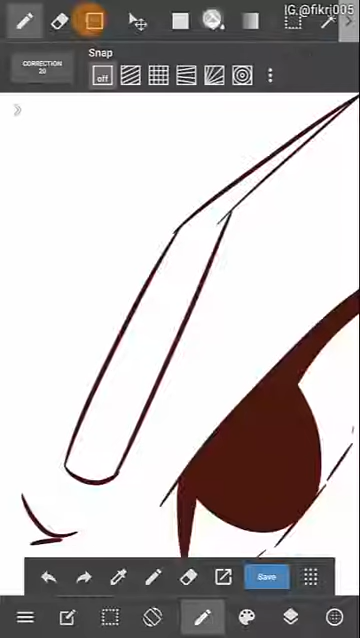 IG.@fikri005
Snap
CORRECTION
20
off
Save